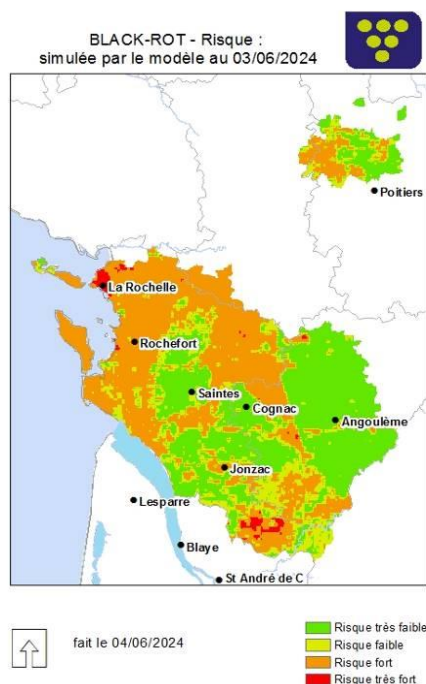 BLACK-ROT - Risque :
simulée par le modèle au 03/06/2024
Poitiers
La Rochelle
Rochefort
Saintes
Cognac
Angoulème
Jonzac
Lesparre
Blaye
St André de C
fait le 04/06/2024
Risque très faible
Risque faible
Risque fort
Risque très fort